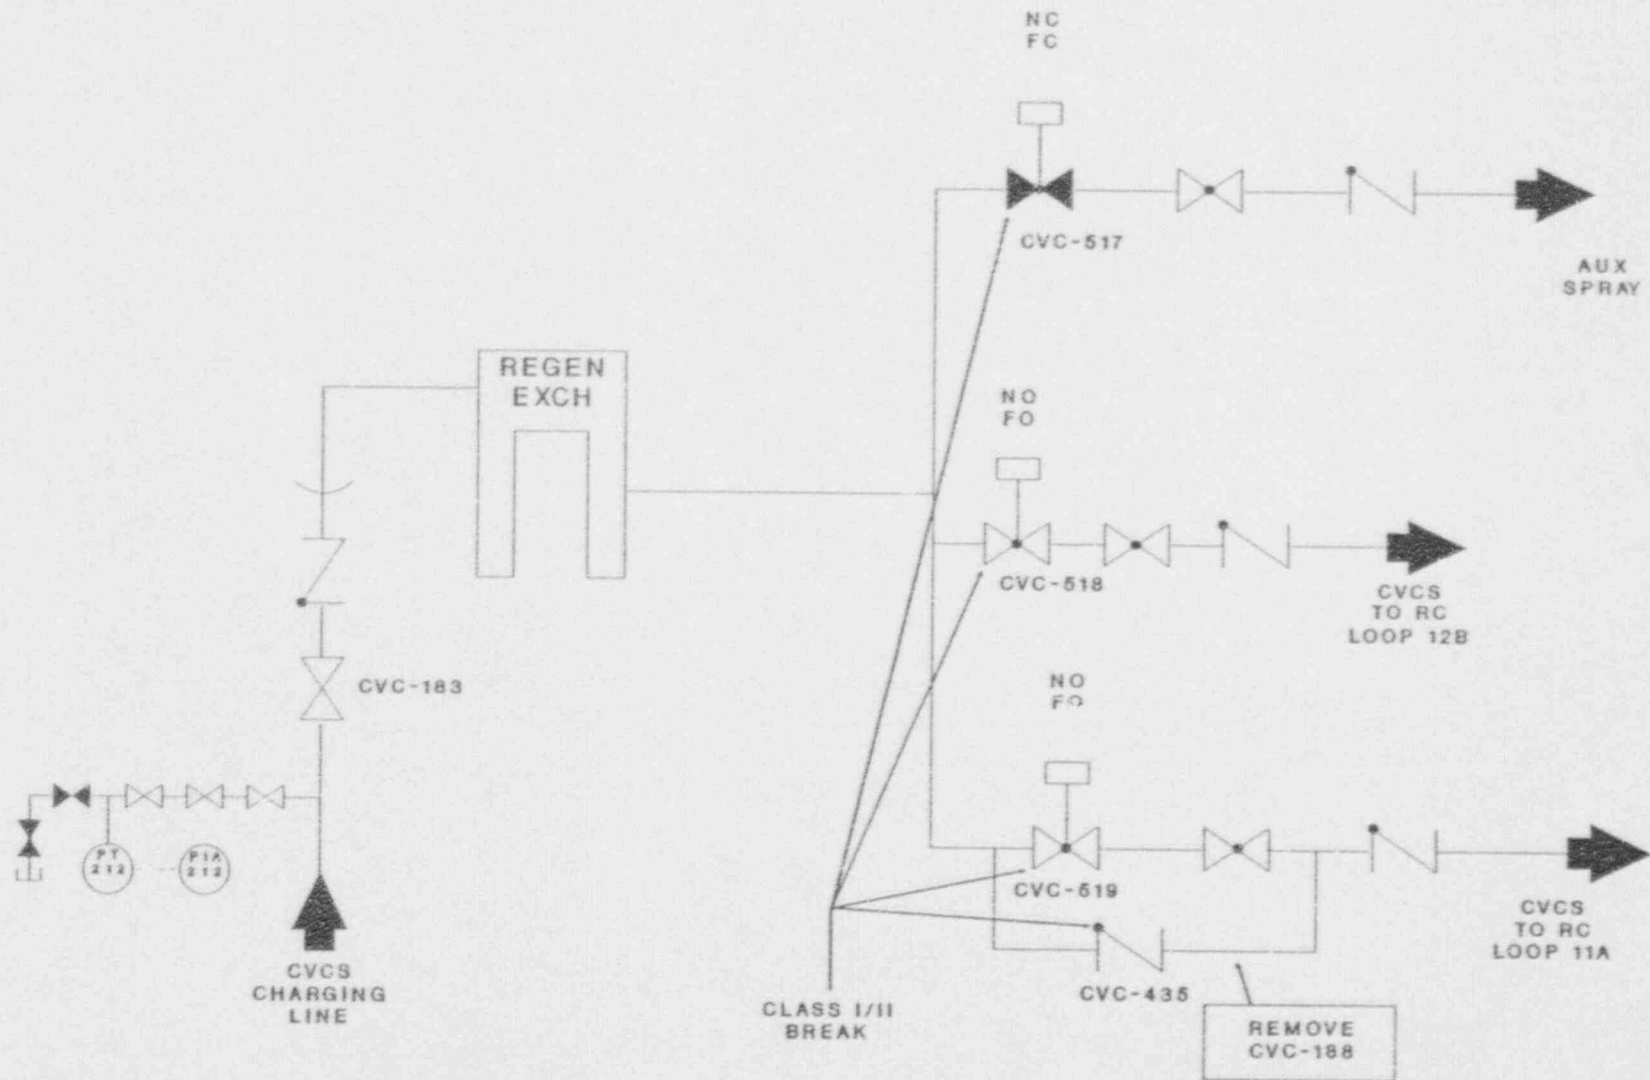 NC
FC
CVC-517
AUX
SPRAY
REGEN
EXCH
NO
FO
CVC-518
CVCS
TO RC
LOOP 12B
CVC-183
NO
FO
PT
212
PIA
212
CVC-519
CVCS
TO RC
LOOP 11A
CVCS
CHARGING
LINE
CLASS I/II
BREAK
CVC-435
REMOVE
CVC-188